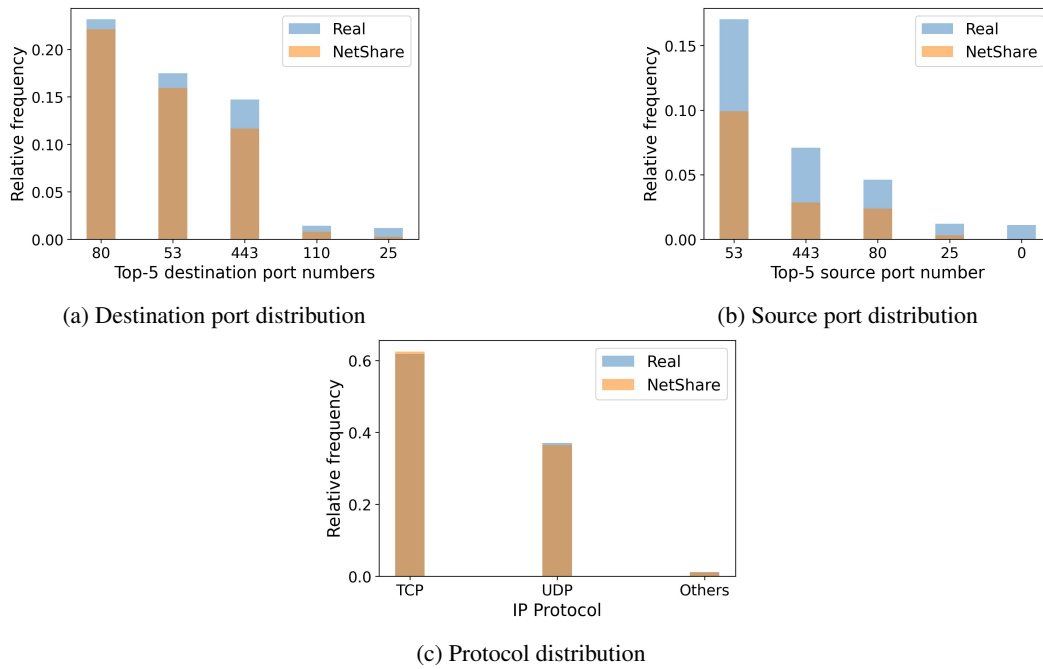 Relative frequency
0.20
0.15
0.10
0.05
0.00
Real
NetShare
80 53 443 110 25
Top-5 destination port numbers
(a) Destination port distribution
Relative frequency
0.15
0.10
0.05
0.00
Real
NetShare
53 443 80 25 0
Top-5 source port number
(b) Source port distribution
Relative frequency
0.6
0.4
0.2
0.0
Real
NetShare
TCP UDP Others
IP Protocol
(c) Protocol distribution